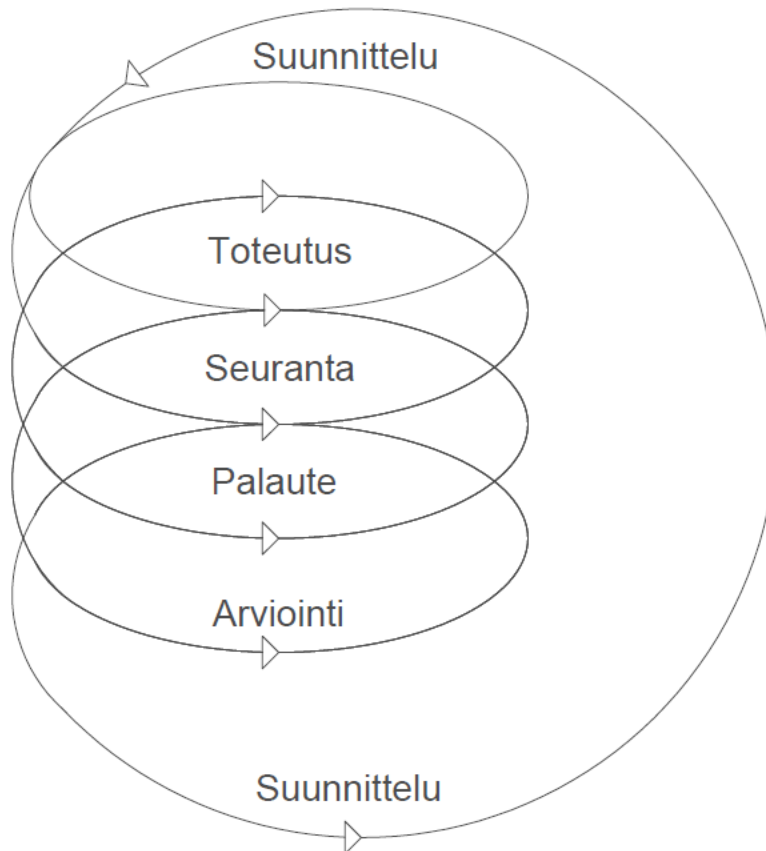 Suunnittelu
Toteutus
Seuranta
Palaute
Arviointi
Suunnittelu